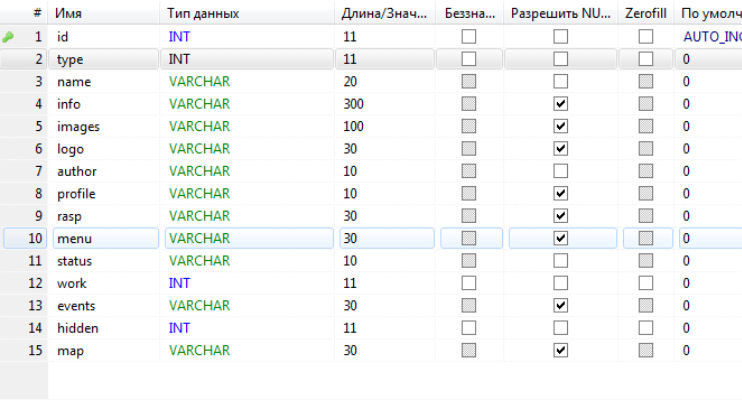 # Имя Тип данных Длина/Знач... Беззна... Разрешить NU... Zerofill По умолч
1 id INT 11 AUTO_INC
2 type INT 11 0
3 name VARCHAR 20 0
4 info VARCHAR 300 0
5 images VARCHAR 100 0
6 logo VARCHAR 30 0
7 author VARCHAR 10 0
8 profile VARCHAR 10 0
9 rasp VARCHAR 30 0
10 menu VARCHAR 30 0
11 status VARCHAR 10 0
12 work INT 11 0
13 events VARCHAR 30 0
14 hidden INT 11 0
15 map VARCHAR 30 0